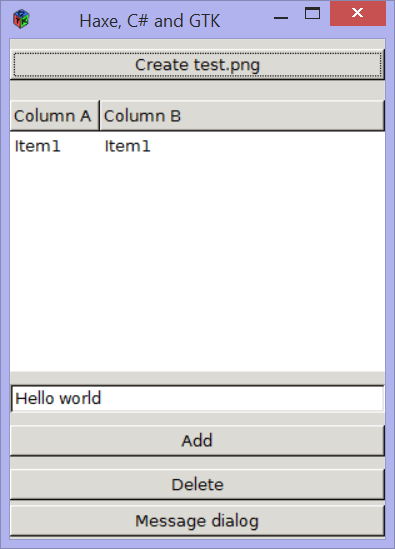 Haxe, C# and GTK
Create test.png
Column A Column B
Item1 Item1
Hello world
Add
Delete
Message dialog